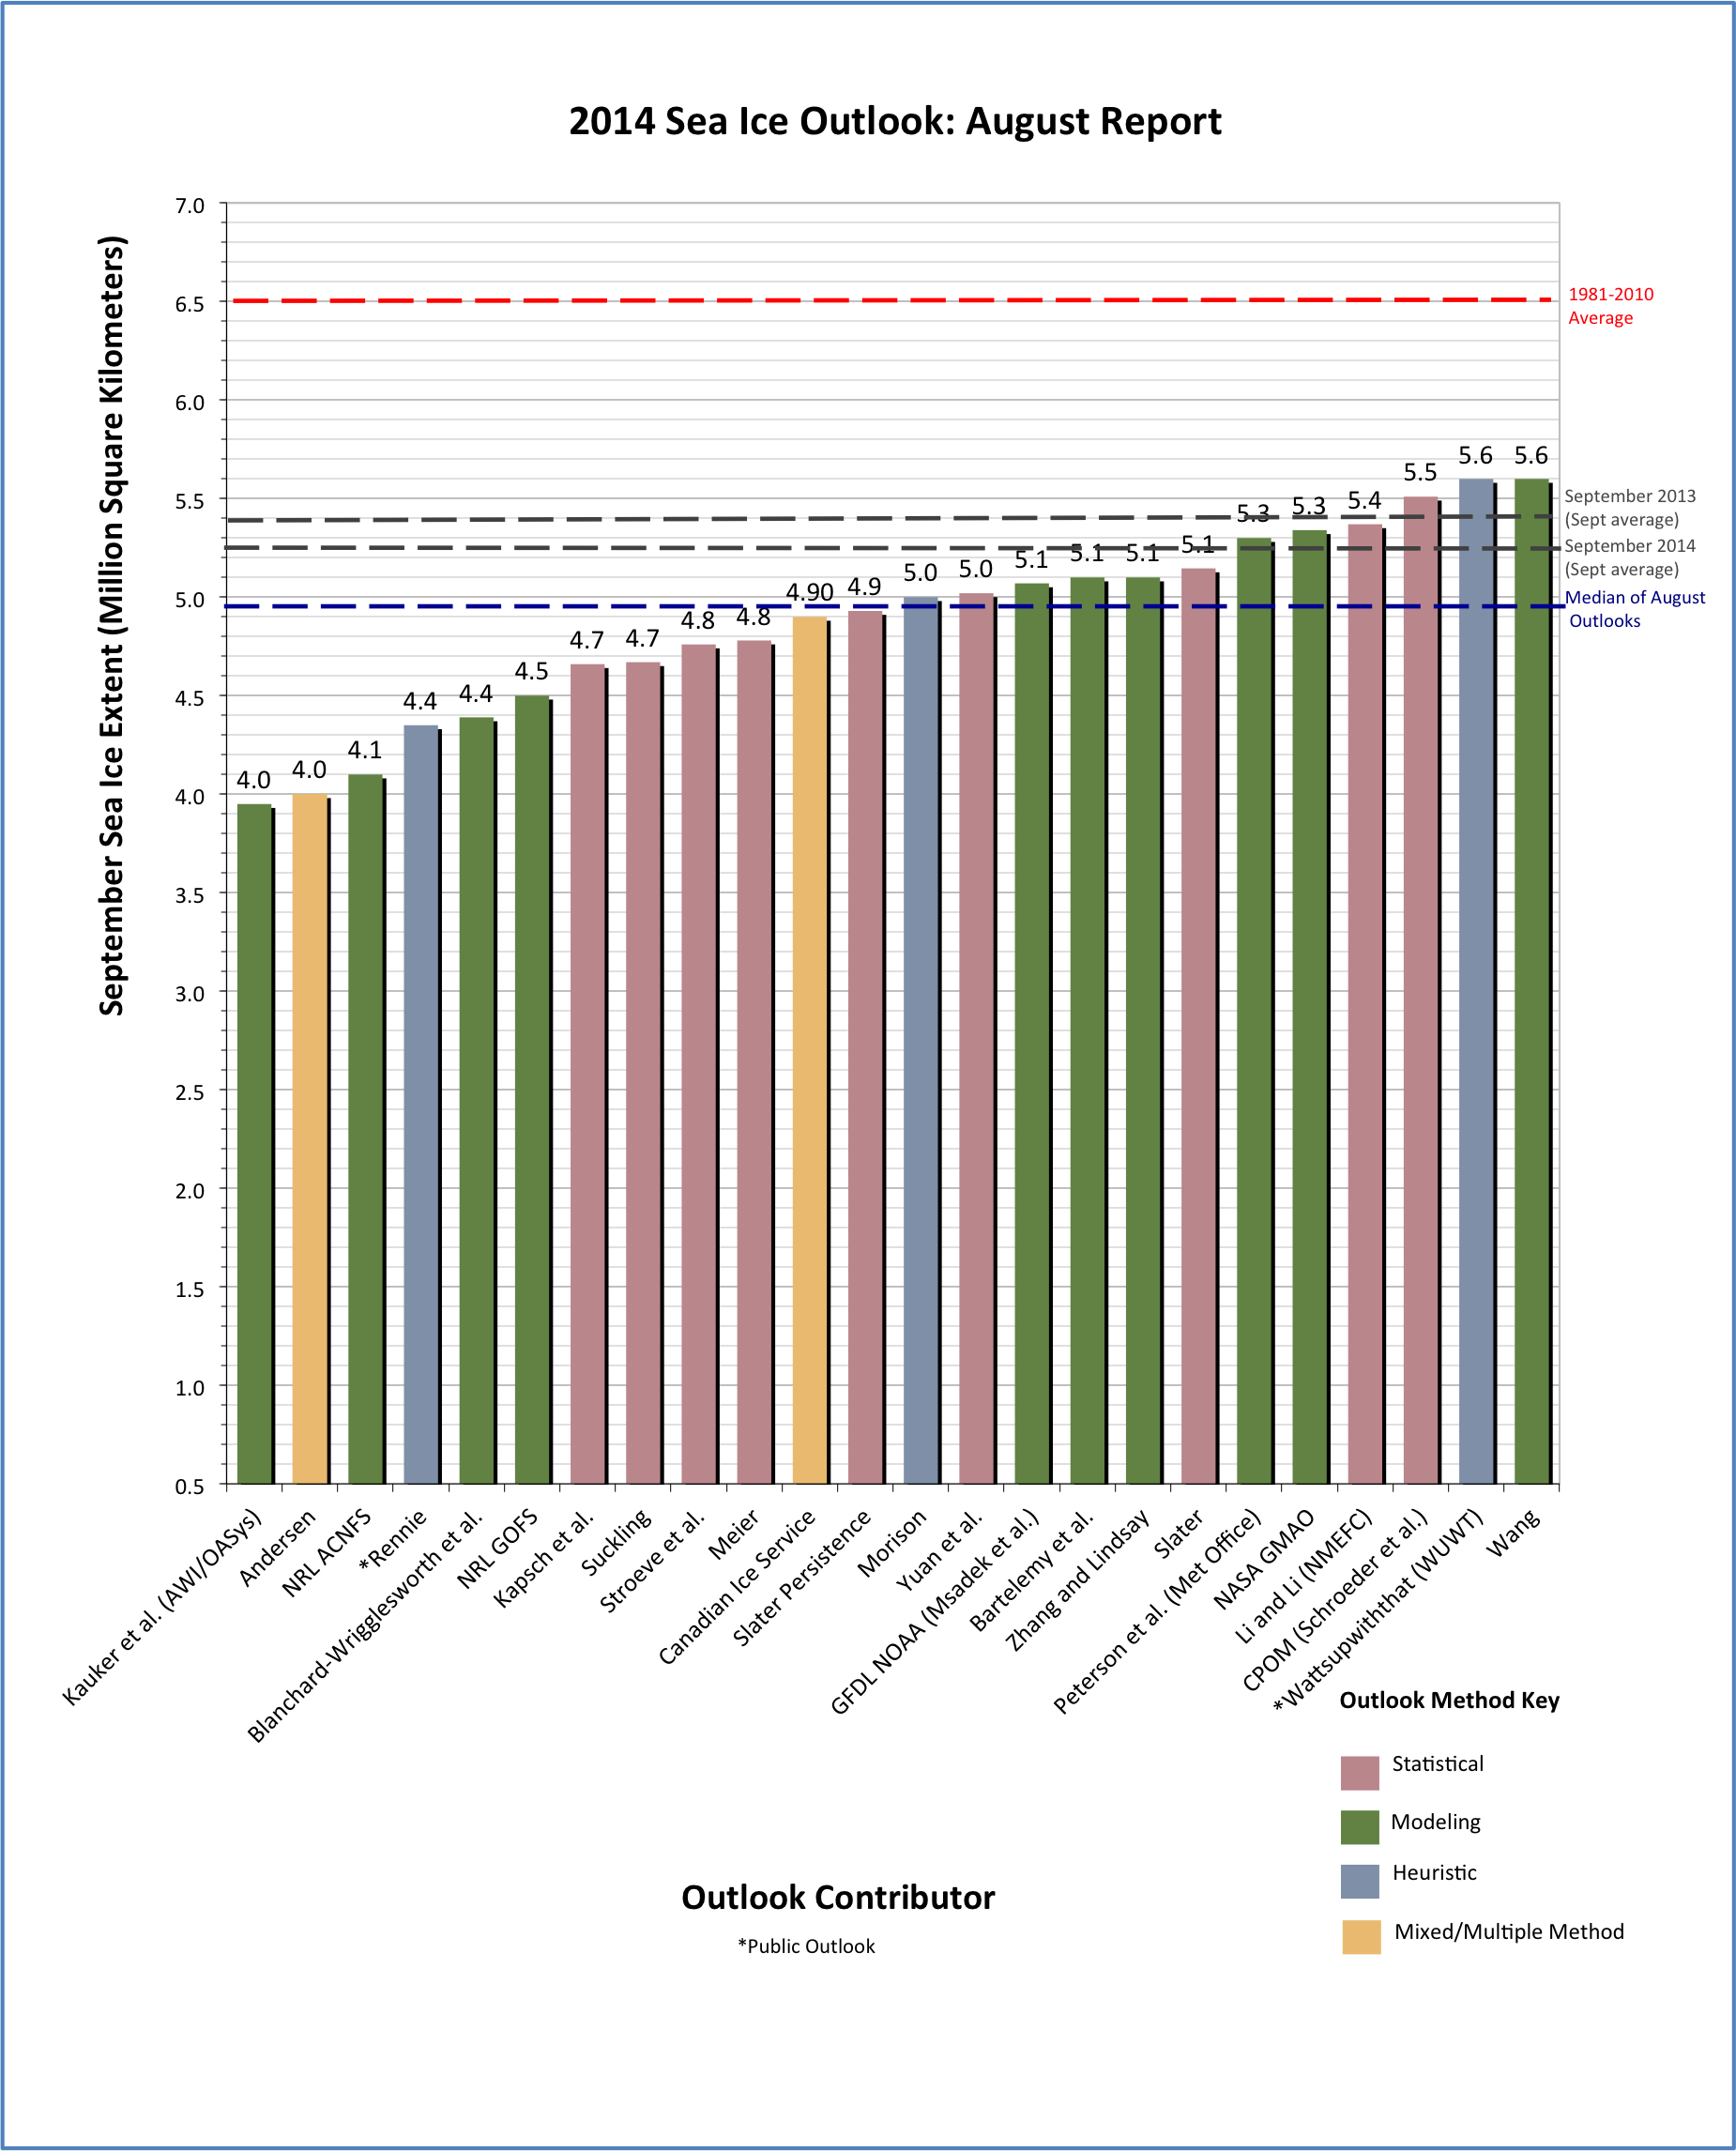 2014 Sea Ice Outlook: August Report
September Sea Ice Extent (Million Square Kilometers)
7.0
6.5
6.0
5.5
5.0
4.5
4.0
3.5
3.0
2.5
2.0
1.5
1.0
0.5
1981-2010
Average
September 2013
(Sept average)
September 2014
(Sept average)
Median of August
Outlooks
4.0
4.0
4.1
4.4
4.4
4.5
4.7
4.7
4.8
4.8
4.90
4.9
5.0
5.0
5.1
5.1
5.1
5.1
5.3
5.3
5.4
5.5
5.6
5.6
Kauker et al. (AWI/OASys)
Andersen
NRL ACNFS
*Rennie
Blanchard-Wrigglesworth et al.
NRL GOFS
Kapsch et al.
Suckling
Stroeve et al.
Meier
Canadian Ice Service
Slater Persistence
Morison
Yuan et al.
GFDL NOAA (Msadek et al.)
Bartelemy et al.
Zhang and Lindsay
Slater
Peterson et al. (Met Office)
NASA GMAO
Li and Li (NMEFC)
CPOM (Schroeder et al.)
*Wattsupwiththat (WUWT)
Wang
Outlook Method Key
Statistical
Modeling
Heuristic
Mixed/Multiple Method
Outlook Contributor
*Public Outlook